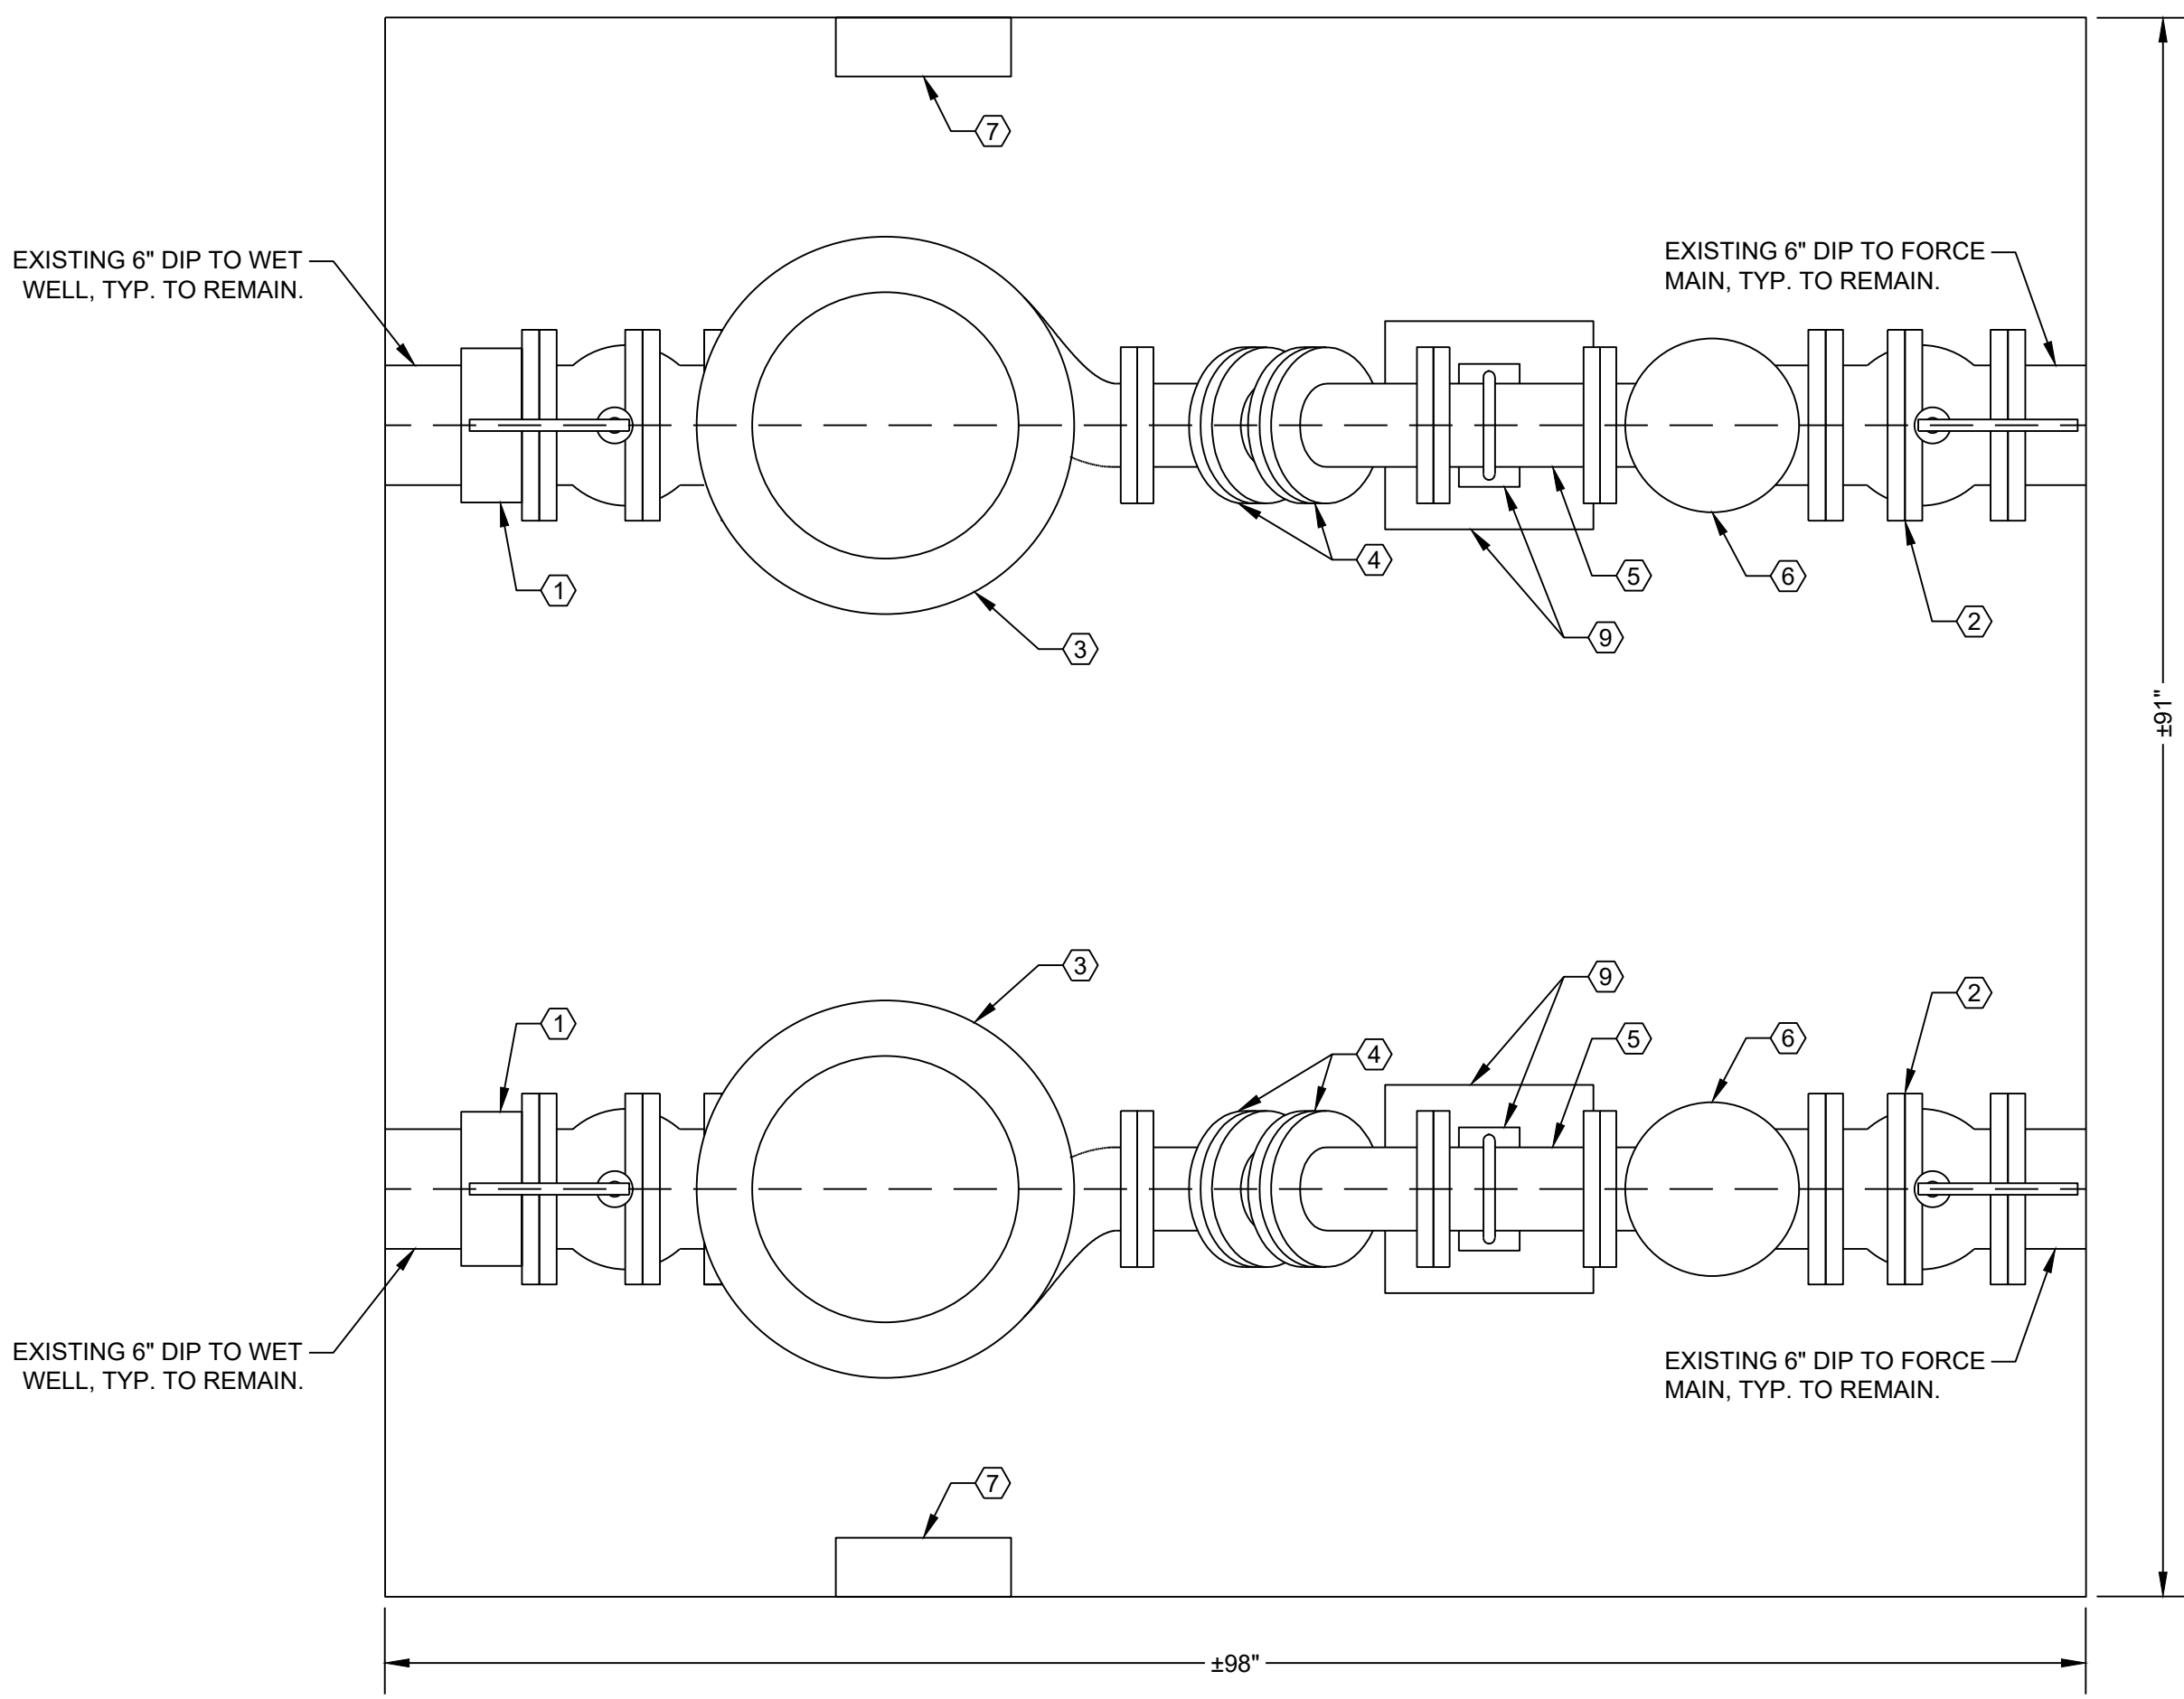 7
EXISTING 6" DIP TO WET
WELL, TYP. TO REMAIN.
EXISTING 6" DIP TO FORCE
MAIN, TYP. TO REMAIN.
4
5
6
1
9
2
3
±91"
3
9
2
1
5
6
4
EXISTING 6" DIP TO WET
WELL, TYP. TO REMAIN.
EXISTING 6" DIP TO FORCE
MAIN, TYP. TO REMAIN.
7
±98"